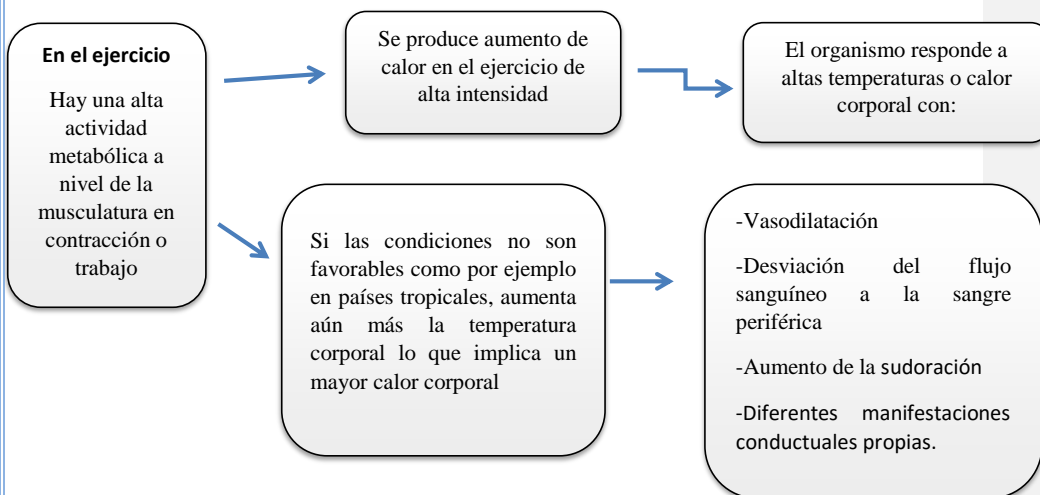 En el ejercicio
Hay una alta
actividad
metabólica a
nivel de la
musculatura en
contracción o
trabajo
Se produce aumento de
calor en el ejercicio de
alta intensidad
El organismo responde a
altas temperaturas o calor
corporal con:
Si las condiciones no son
favorables como por ejemplo
en países tropicales, aumenta
aún más la temperatura
corporal lo que implica un
mayor calor corporal
-Vasodilatación
-Desviación del flujo
sanguíneo a la sangre
periférica
-Aumento de la sudoración
-Diferentes manifestaciones
conductuales propias.